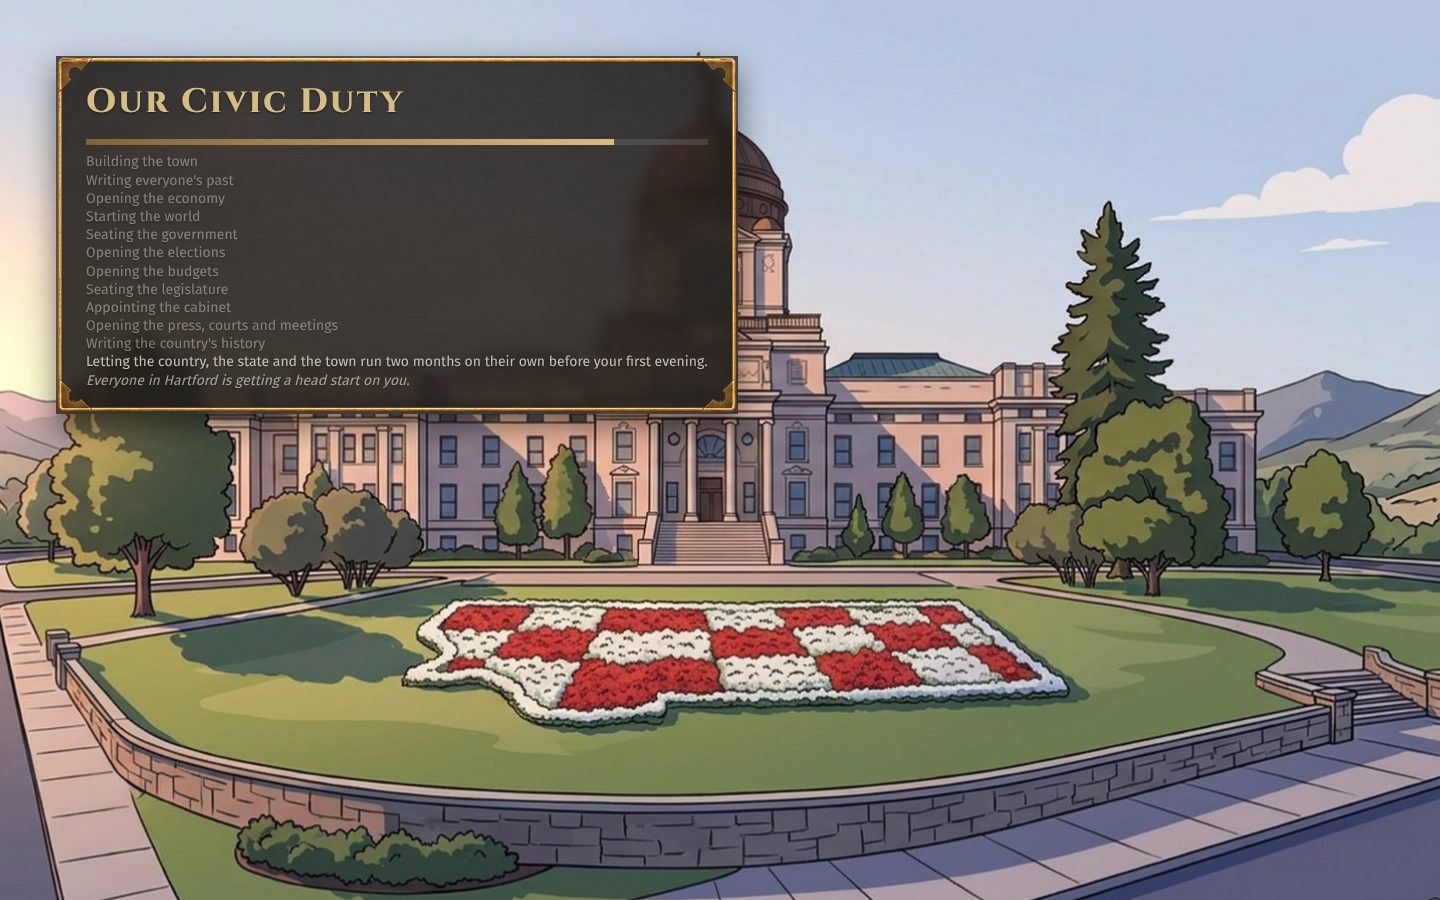 Our Civic Duty
Building the town
Writing everyone's past
Opening the economy
Starting the world
Seating the government
Opening the elections
Opening the budgets
Seating the legislature
Appointing the cabinet
Opening the press, courts and meetings
Writing the country's history
Letting the country, the state and the town run two months on their own before your first evening.
Everyone in Hartford is getting a head start on you.